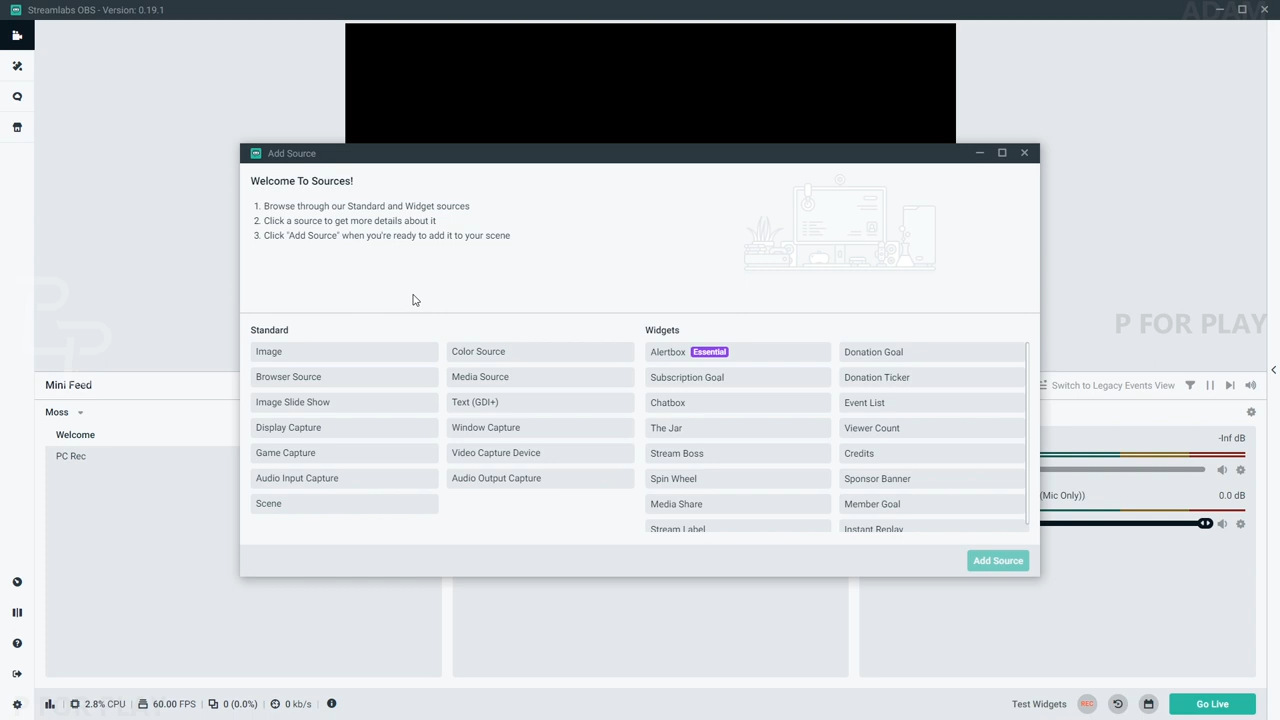 Streamlabs OBS - Version: 0.19.1
ADAM
Add Source
Welcome To Sources!
1. Browse through our Standard and Widget sources
2. Click a source to get more details about it
3. Click "Add Source" when you're ready to add it to your scene
P FOR PLAY
Standard
Image
Color Source
Browser Source
Media Source
Image Slide Show
Text (GDI+)
Display Capture
Window Capture
Game Capture
Video Capture Device
Audio Input Capture
Audio Output Capture
Scene
Widgets
Alertbox Essential
Donation Goal
Subscription Goal
Donation Ticker
Chatbox
Event List
The Jar
Viewer Count
Stream Boss
Credits
Spin Wheel
Sponsor Banner
Media Share
Member Goal
Stream Label
Instant Replay
Add Source
Mini Feed
Switch to Legacy Events View
Moss
Welcome
PC Rec
-Inf dB
(Mic Only))
0.0 dB
2.8% CPU
60.00 FPS
0 (0.0%)
0 kb/s
Test Widgets
REC
Go Live
P FOR PLAY